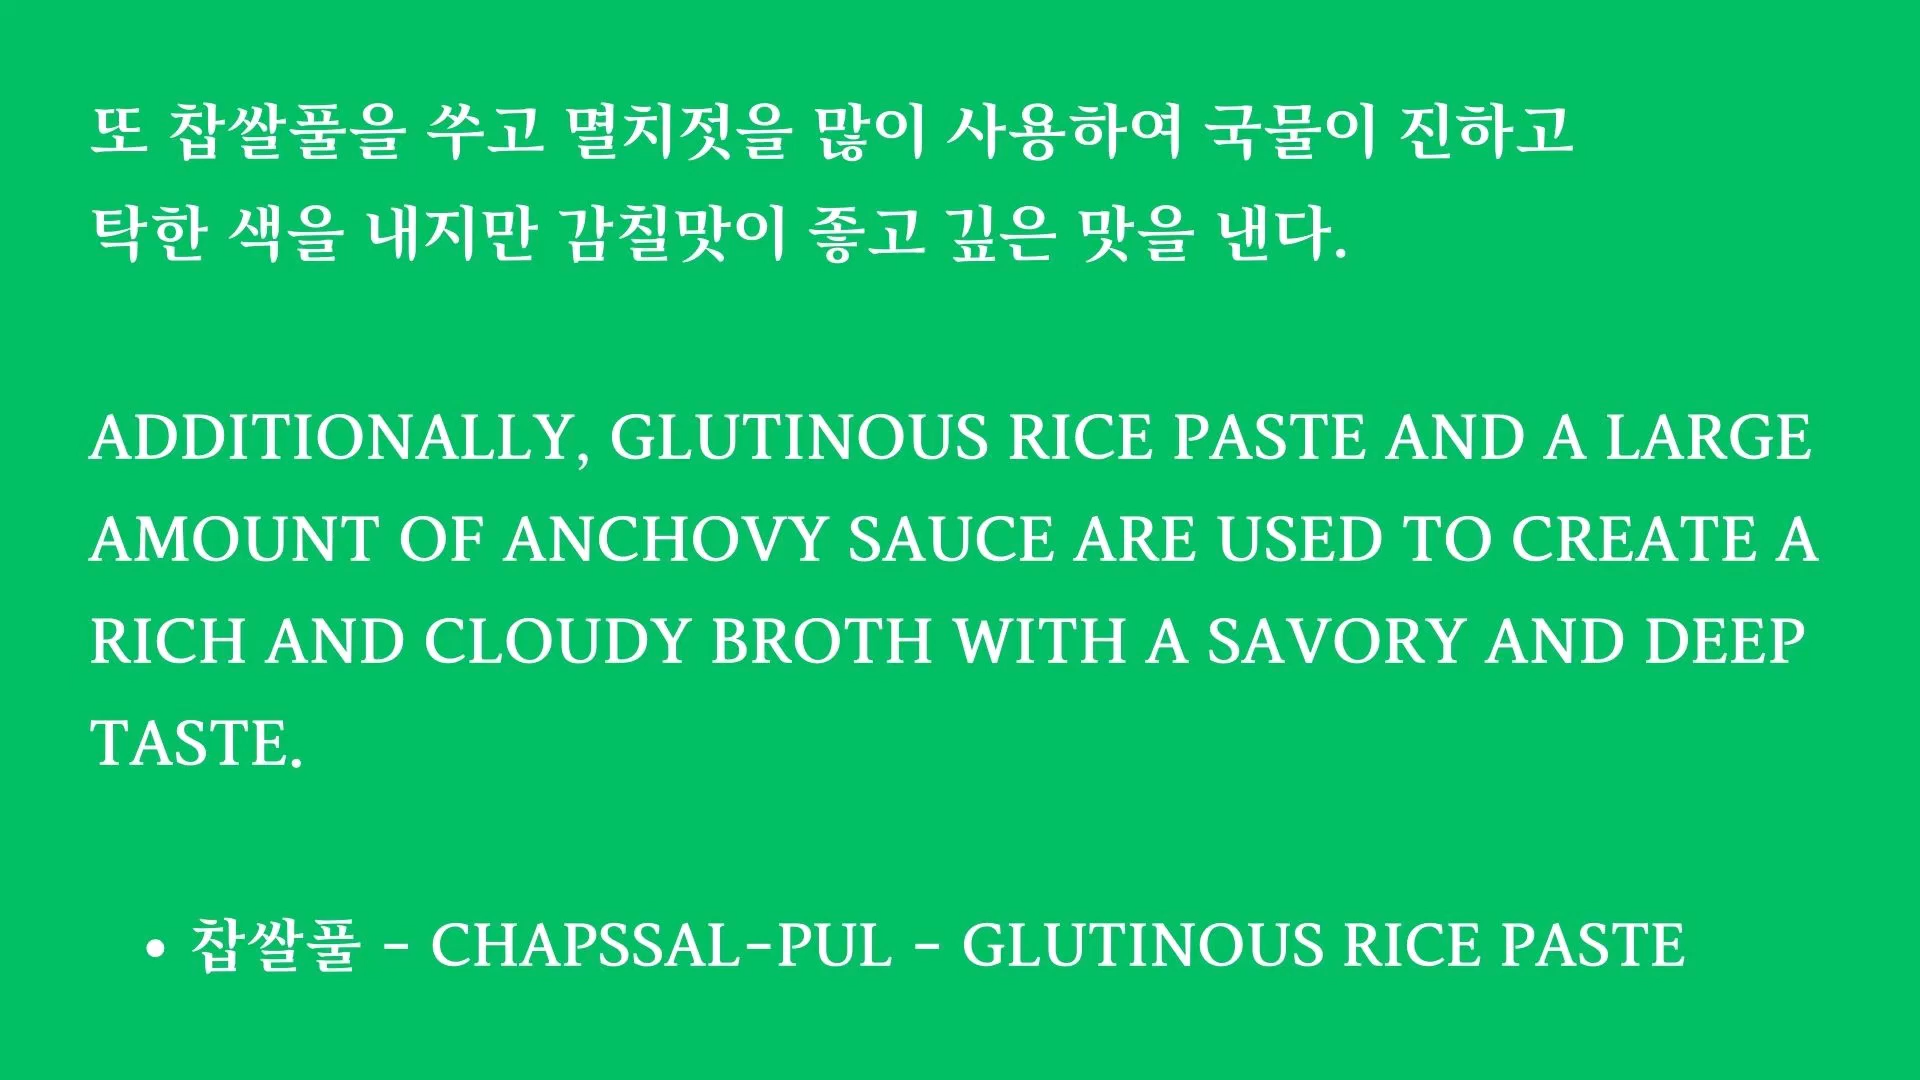 또 찹쌀풀을 쑤고 멸치젓을 많이 사용하여 국물이 진하고
탁한 색을 내지만 감칠맛이 좋고 깊은 맛을 낸다.
ADDITIONALLY, GLUTINOUS RICE PASTE AND A LARGE
AMOUNT OF ANCHOVY SAUCE ARE USED TO CREATE A
RICH AND CLOUDY BROTH WITH A SAVORY AND DEEP
TASTE.
• 찹쌀풀 - CHAPSSAL-PUL - GLUTINOUS RICE PASTE